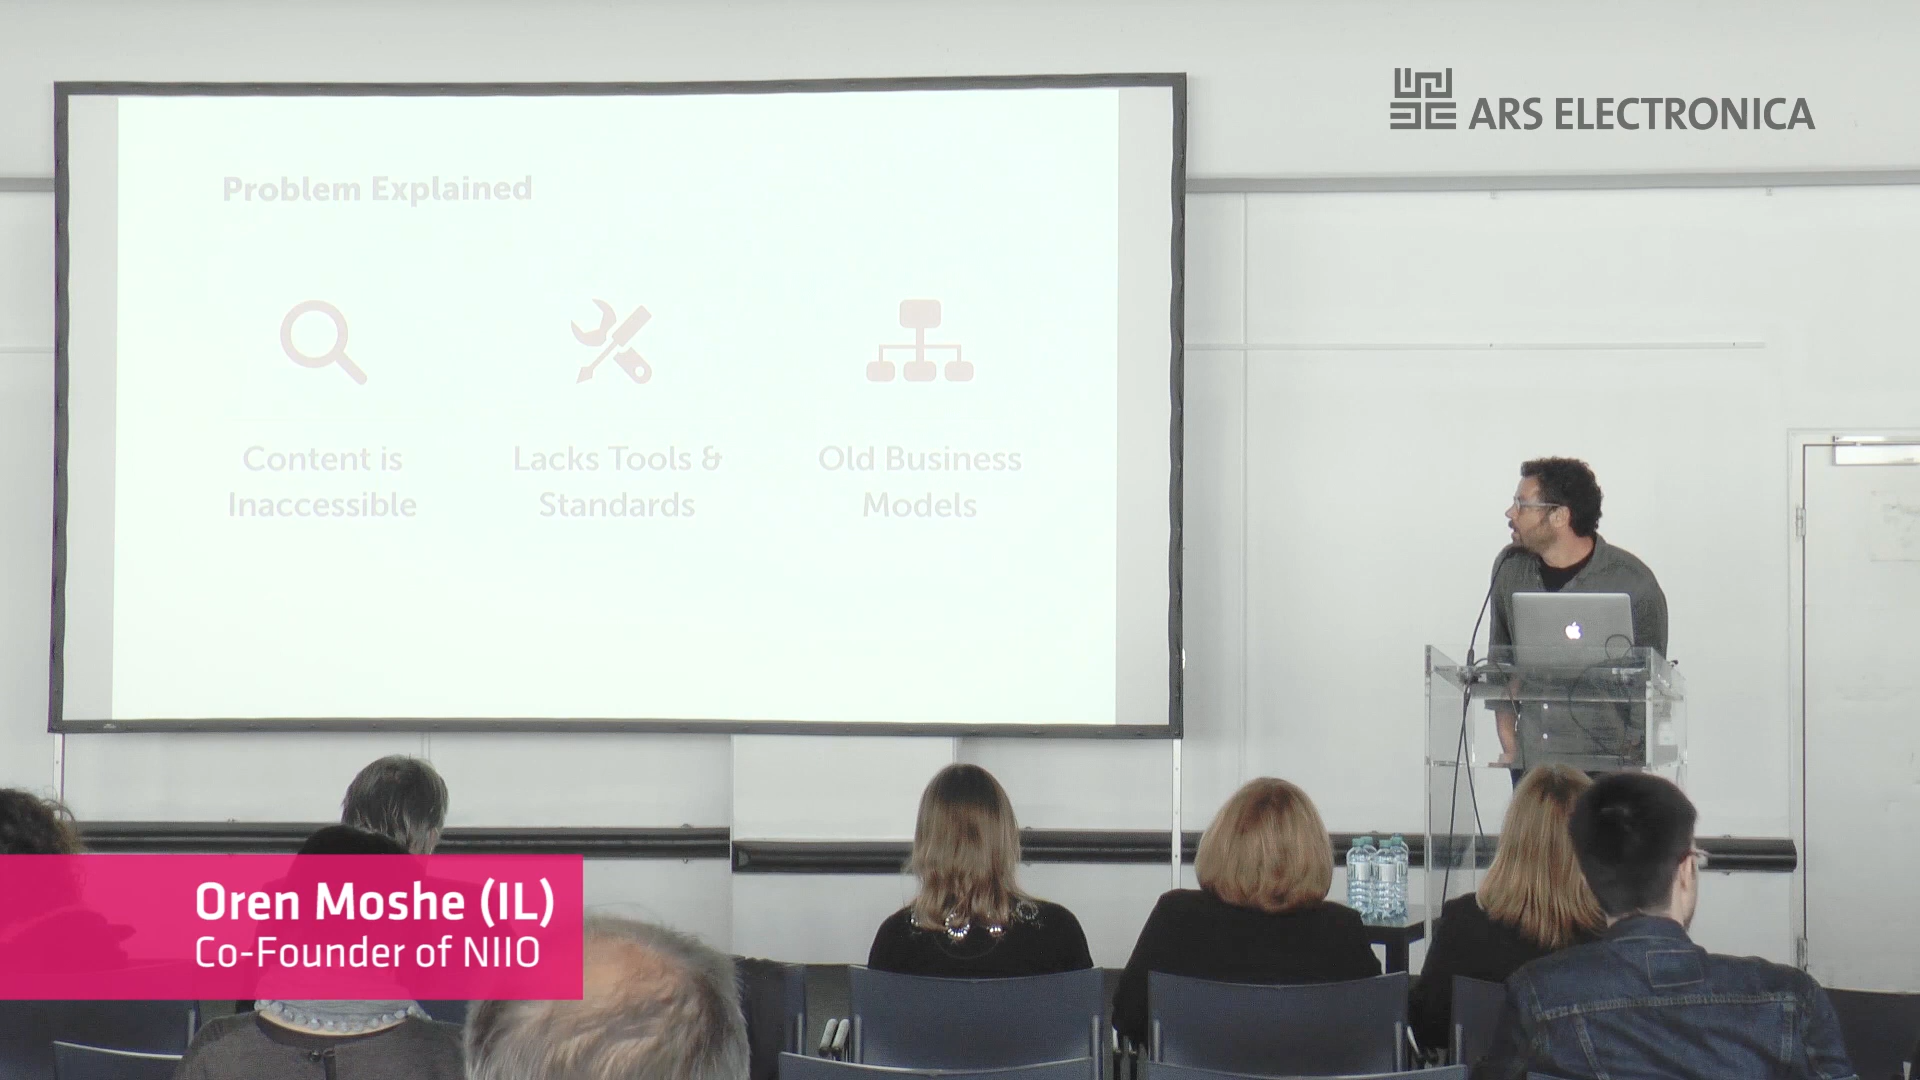 ARS ELECTRONICA
Problem Explained
Content is
Inaccessible
Lacks Tools &
Standards
Old Business
Models
Oren Moshe (IL)
Co-Founder of NIIO